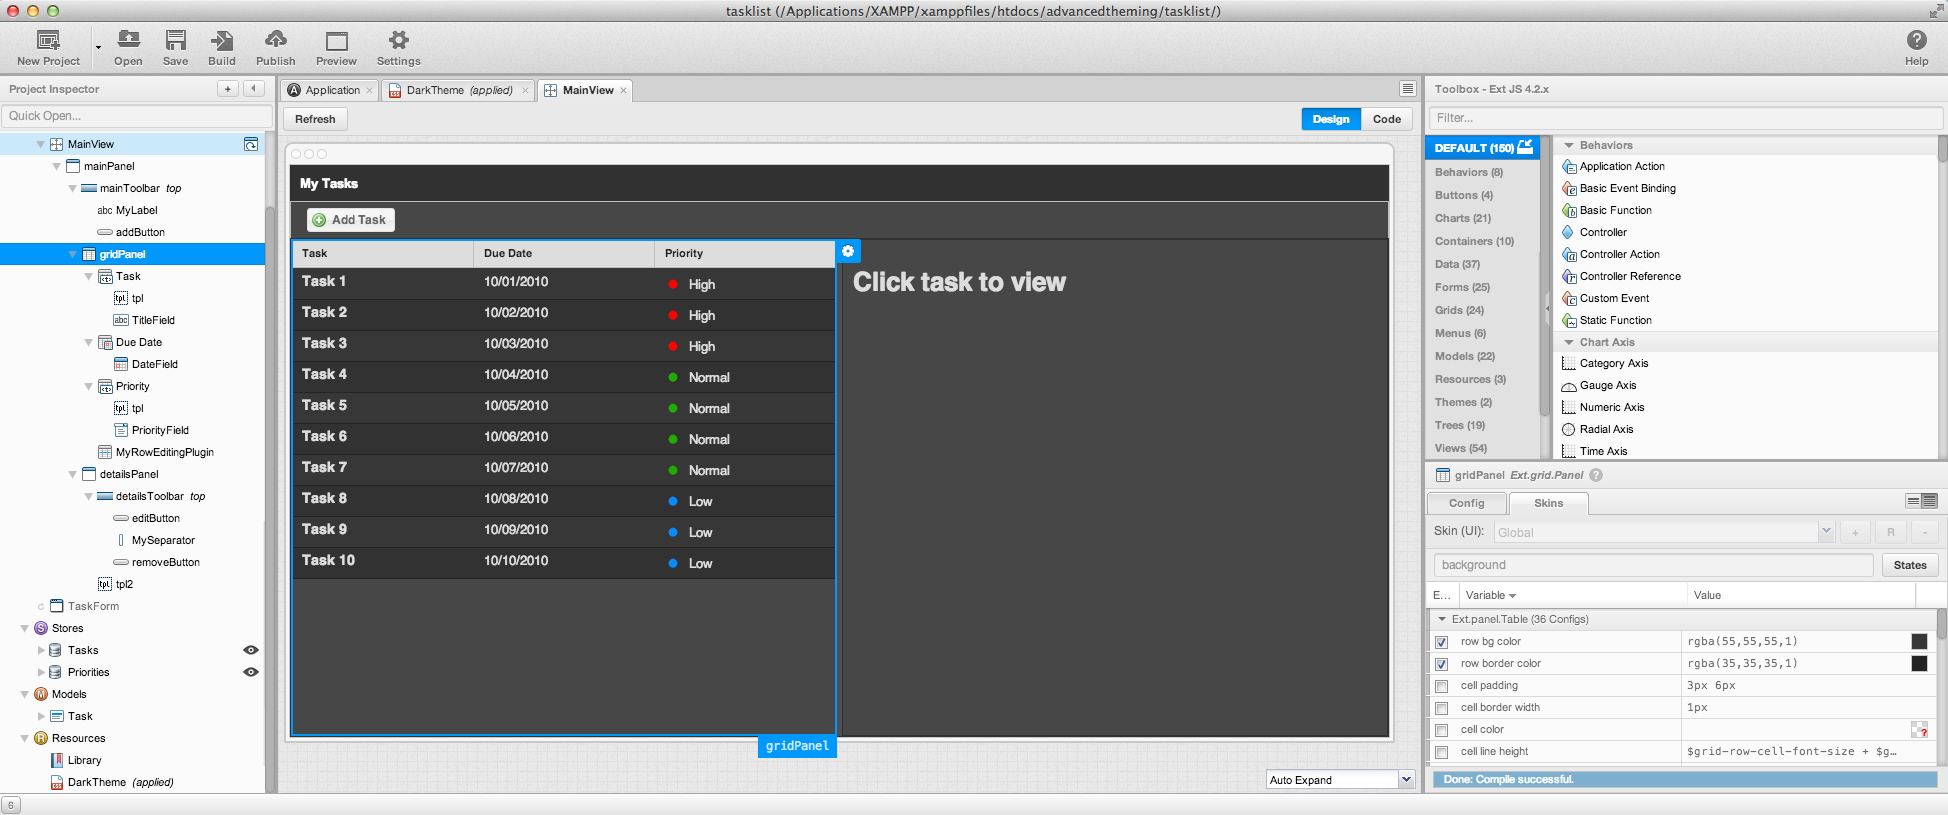 tasklist (/Applications/XAMPP/xamppfiles/htdocs/advancedtheming/tasklist/)
New Project
Open
Save
Build
Publish
Preview
Settings
Help
Project Inspector
Quick Open...
MainView
mainPanel
mainToolbar top
abc MyLabel
addButton
gridPanel
Task
tpl tpl
abc TitleField
Due Date
DateField
Priority
tpl tpl
PriorityField
MyRowEditingPlugin
detailsPanel
detailsToolbar top
editButton
MySeparator
removeButton
tpl tpl2
TaskForm
S Stores
Tasks
Priorities
M Models
Task
R Resources
Library
DarkTheme (applied)
6
Application
DarkTheme (applied)
MainView
Refresh
Design
Code
My Tasks
Add Task
Task Due Date Priority
Task 1 10/01/2010 High
Task 2 10/02/2010 High
Task 3 10/03/2010 High
Task 4 10/04/2010 Normal
Task 5 10/05/2010 Normal
Task 6 10/06/2010 Normal
Task 7 10/07/2010 Normal
Task 8 10/08/2010 Low
Task 9 10/09/2010 Low
Task 10 10/10/2010 Low
Click task to view
gridPanel
Auto Expand
Toolbox - Ext JS 4.2.x
Filter...
DEFAULT (150)
Behaviors (8)
Buttons (4)
Charts (21)
Containers (10)
Data (37)
Forms (25)
Grids (24)
Menus (6)
Models (22)
Resources (3)
Themes (2)
Trees (19)
Views (54)
Behaviors
Application Action
Basic Event Binding
Basic Function
Controller
Controller Action
Controller Reference
Custom Event
Static Function
Chart Axis
Category Axis
Gauge Axis
Numeric Axis
Radial Axis
Time Axis
gridPanel Ext.grid.Panel ?
Config
Skins
Skin (UI): Global + R -
background
States
E... Variable Value
Ext.panel.Table (36 Configs)
row bg color rgba(55,55,55,1)
row border color rgba(35,35,35,1)
cell padding 3px 6px
cell border width 1px
cell color
cell line height $grid-row-cell-font-size + $g...
Done: Compile successful.